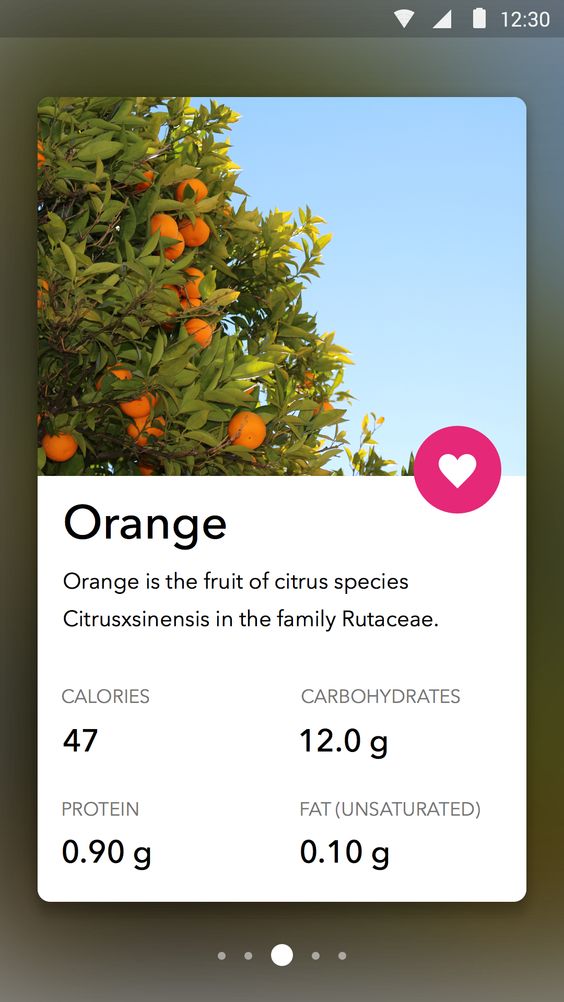 12:30
Orange
Orange is the fruit of citrus species
Citrusxsinensis in the family Rutaceae.
CALORIES
CARBOHYDRATES
47
12.0 g
PROTEIN
FAT (UNSATURATED)
0.90 g
0.10 g